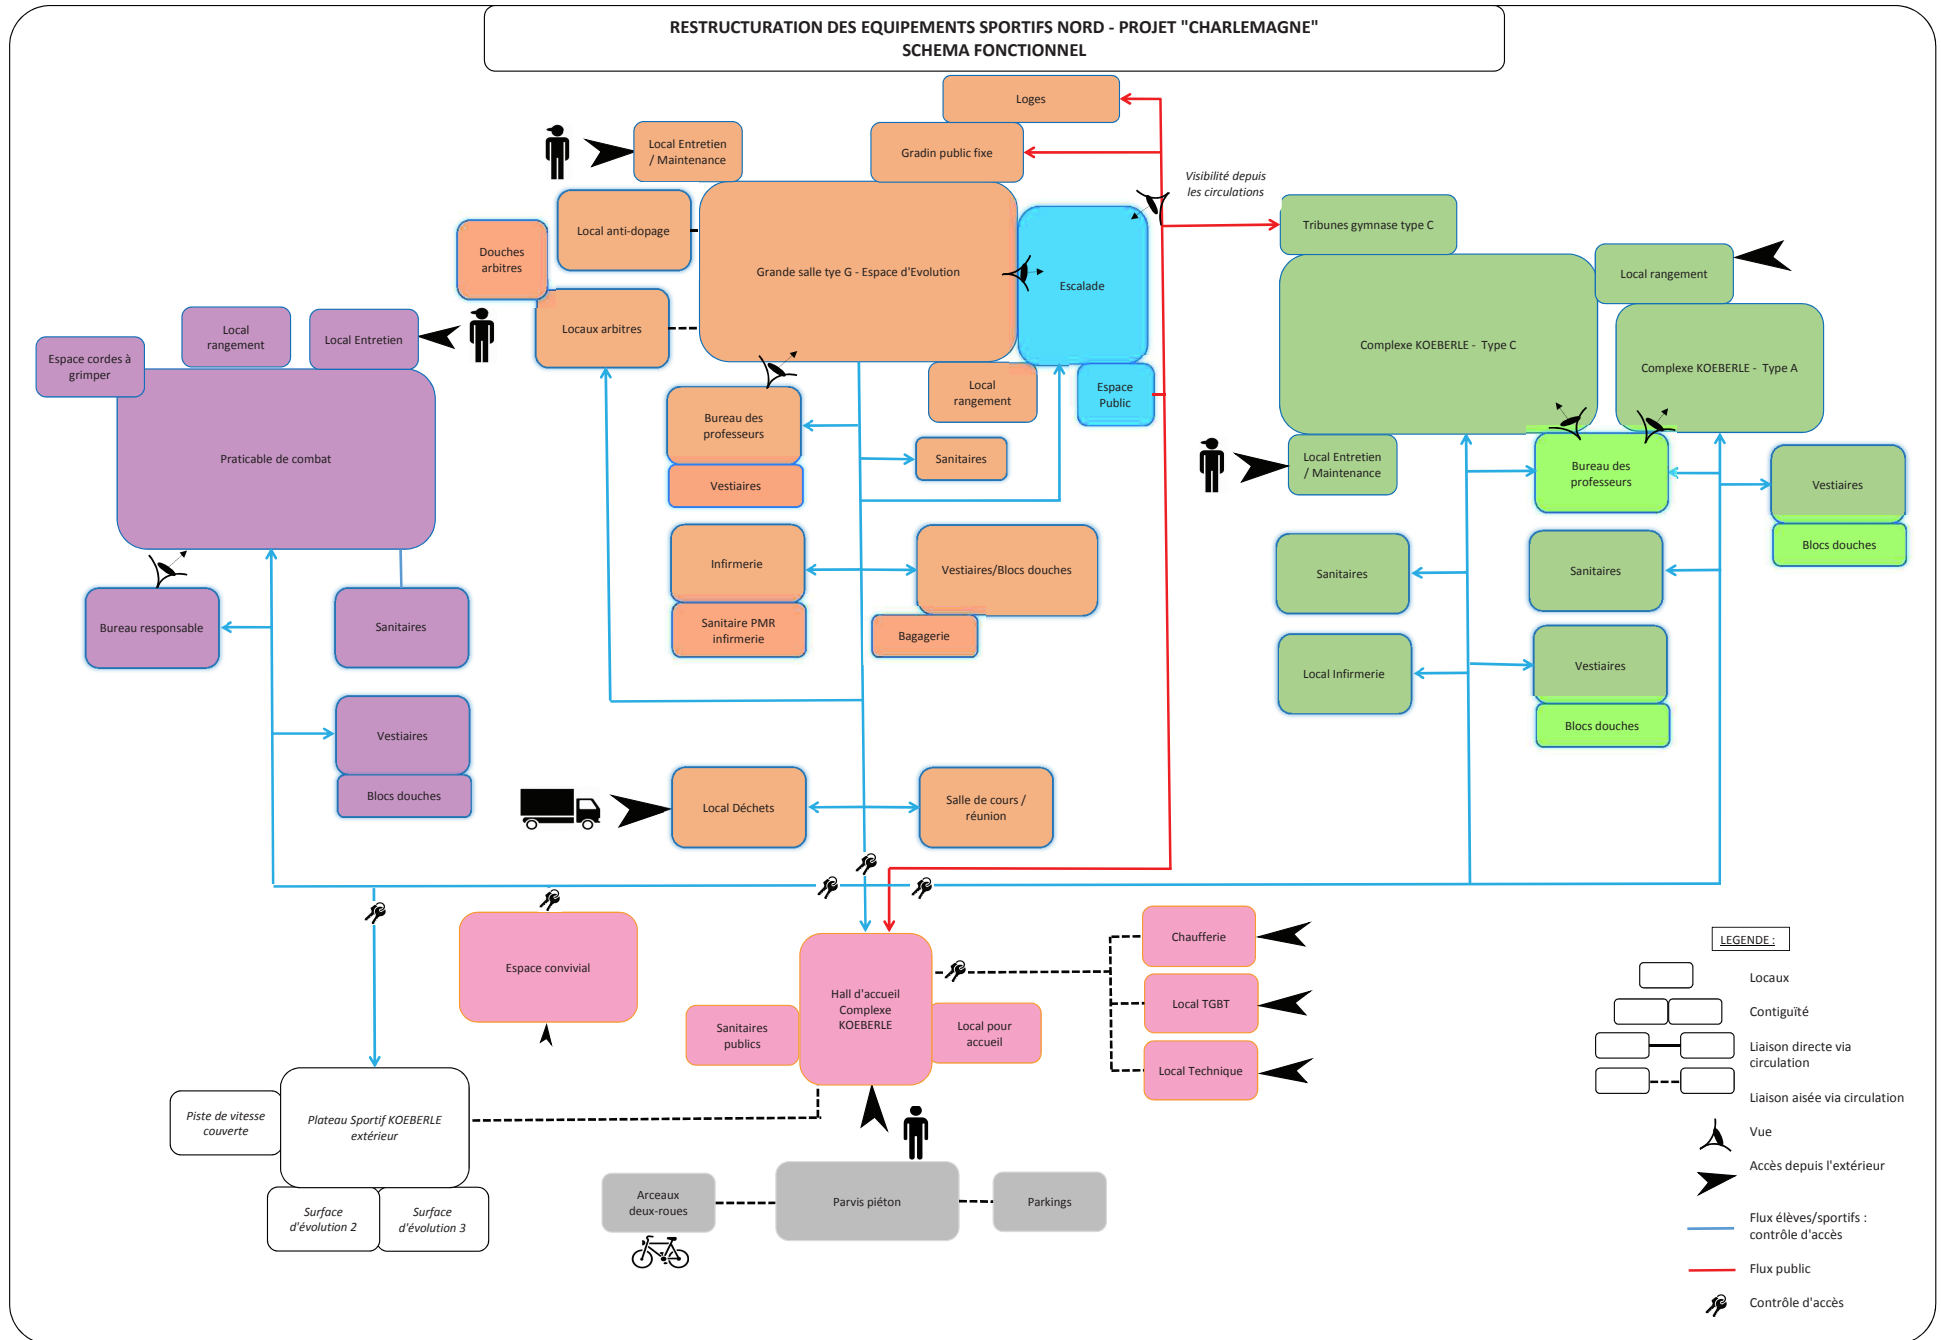 RESTRUCTURATION DES EQUIPEMENTS SPORTIFS NORD - PROJET "CHARLEMAGNE"
SCHEMA FONCTIONNEL
Loges
Local Entretien
/ Maintenance
Gradin public fixe
Visibilité depuis
les circulations
Local anti-dopage
Tribunes gymnase type C
Douches
arbitres
Grande salle tye G - Espace d'Evolution
Escalade
Local rangement
Locaux arbitres
Local
rangement
Local Entretien
Espace cordes à
grimper
Complexe KOEBERLE - Type C
Complexe KOEBERLE - Type A
Local
rangement
Espace
Public
Bureau des
professeurs
Praticable de combat
Sanitaires
Vestiaires
Local Entretien
/ Maintenance
Bureau des
professeurs
Vestiaires
Blocs douches
Infirmerie
Vestiaires/Blocs douches
Sanitaires
Sanitaires
Bureau responsable
Sanitaires
Sanitaire PMR
infirmerie
Bagagerie
Local Infirmerie
Vestiaires
Blocs douches
Vestiaires
Blocs douches
Local Déchets
Salle de cours /
réunion
Espace convivial
Hall d'accueil
Complexe
KOEBERLE
Sanitaires
publics
Local pour
accueil
Chaufferie
Local TGBT
Local Technique
Piste de vitesse
couverte
Plateau Sportif KOEBERLE
extérieur
Surface
d'évolution 2
Surface
d'évolution 3
Arceaux
deux-roues
Parvis piéton
Parkings
LEGENDE :
Locaux
Contiguïté
Liaison directe via
circulation
Liaison aisée via circulation
Vue
Accès depuis l'extérieur
Flux élèves/sportifs :
contrôle d'accès
Flux public
Contrôle d'accès